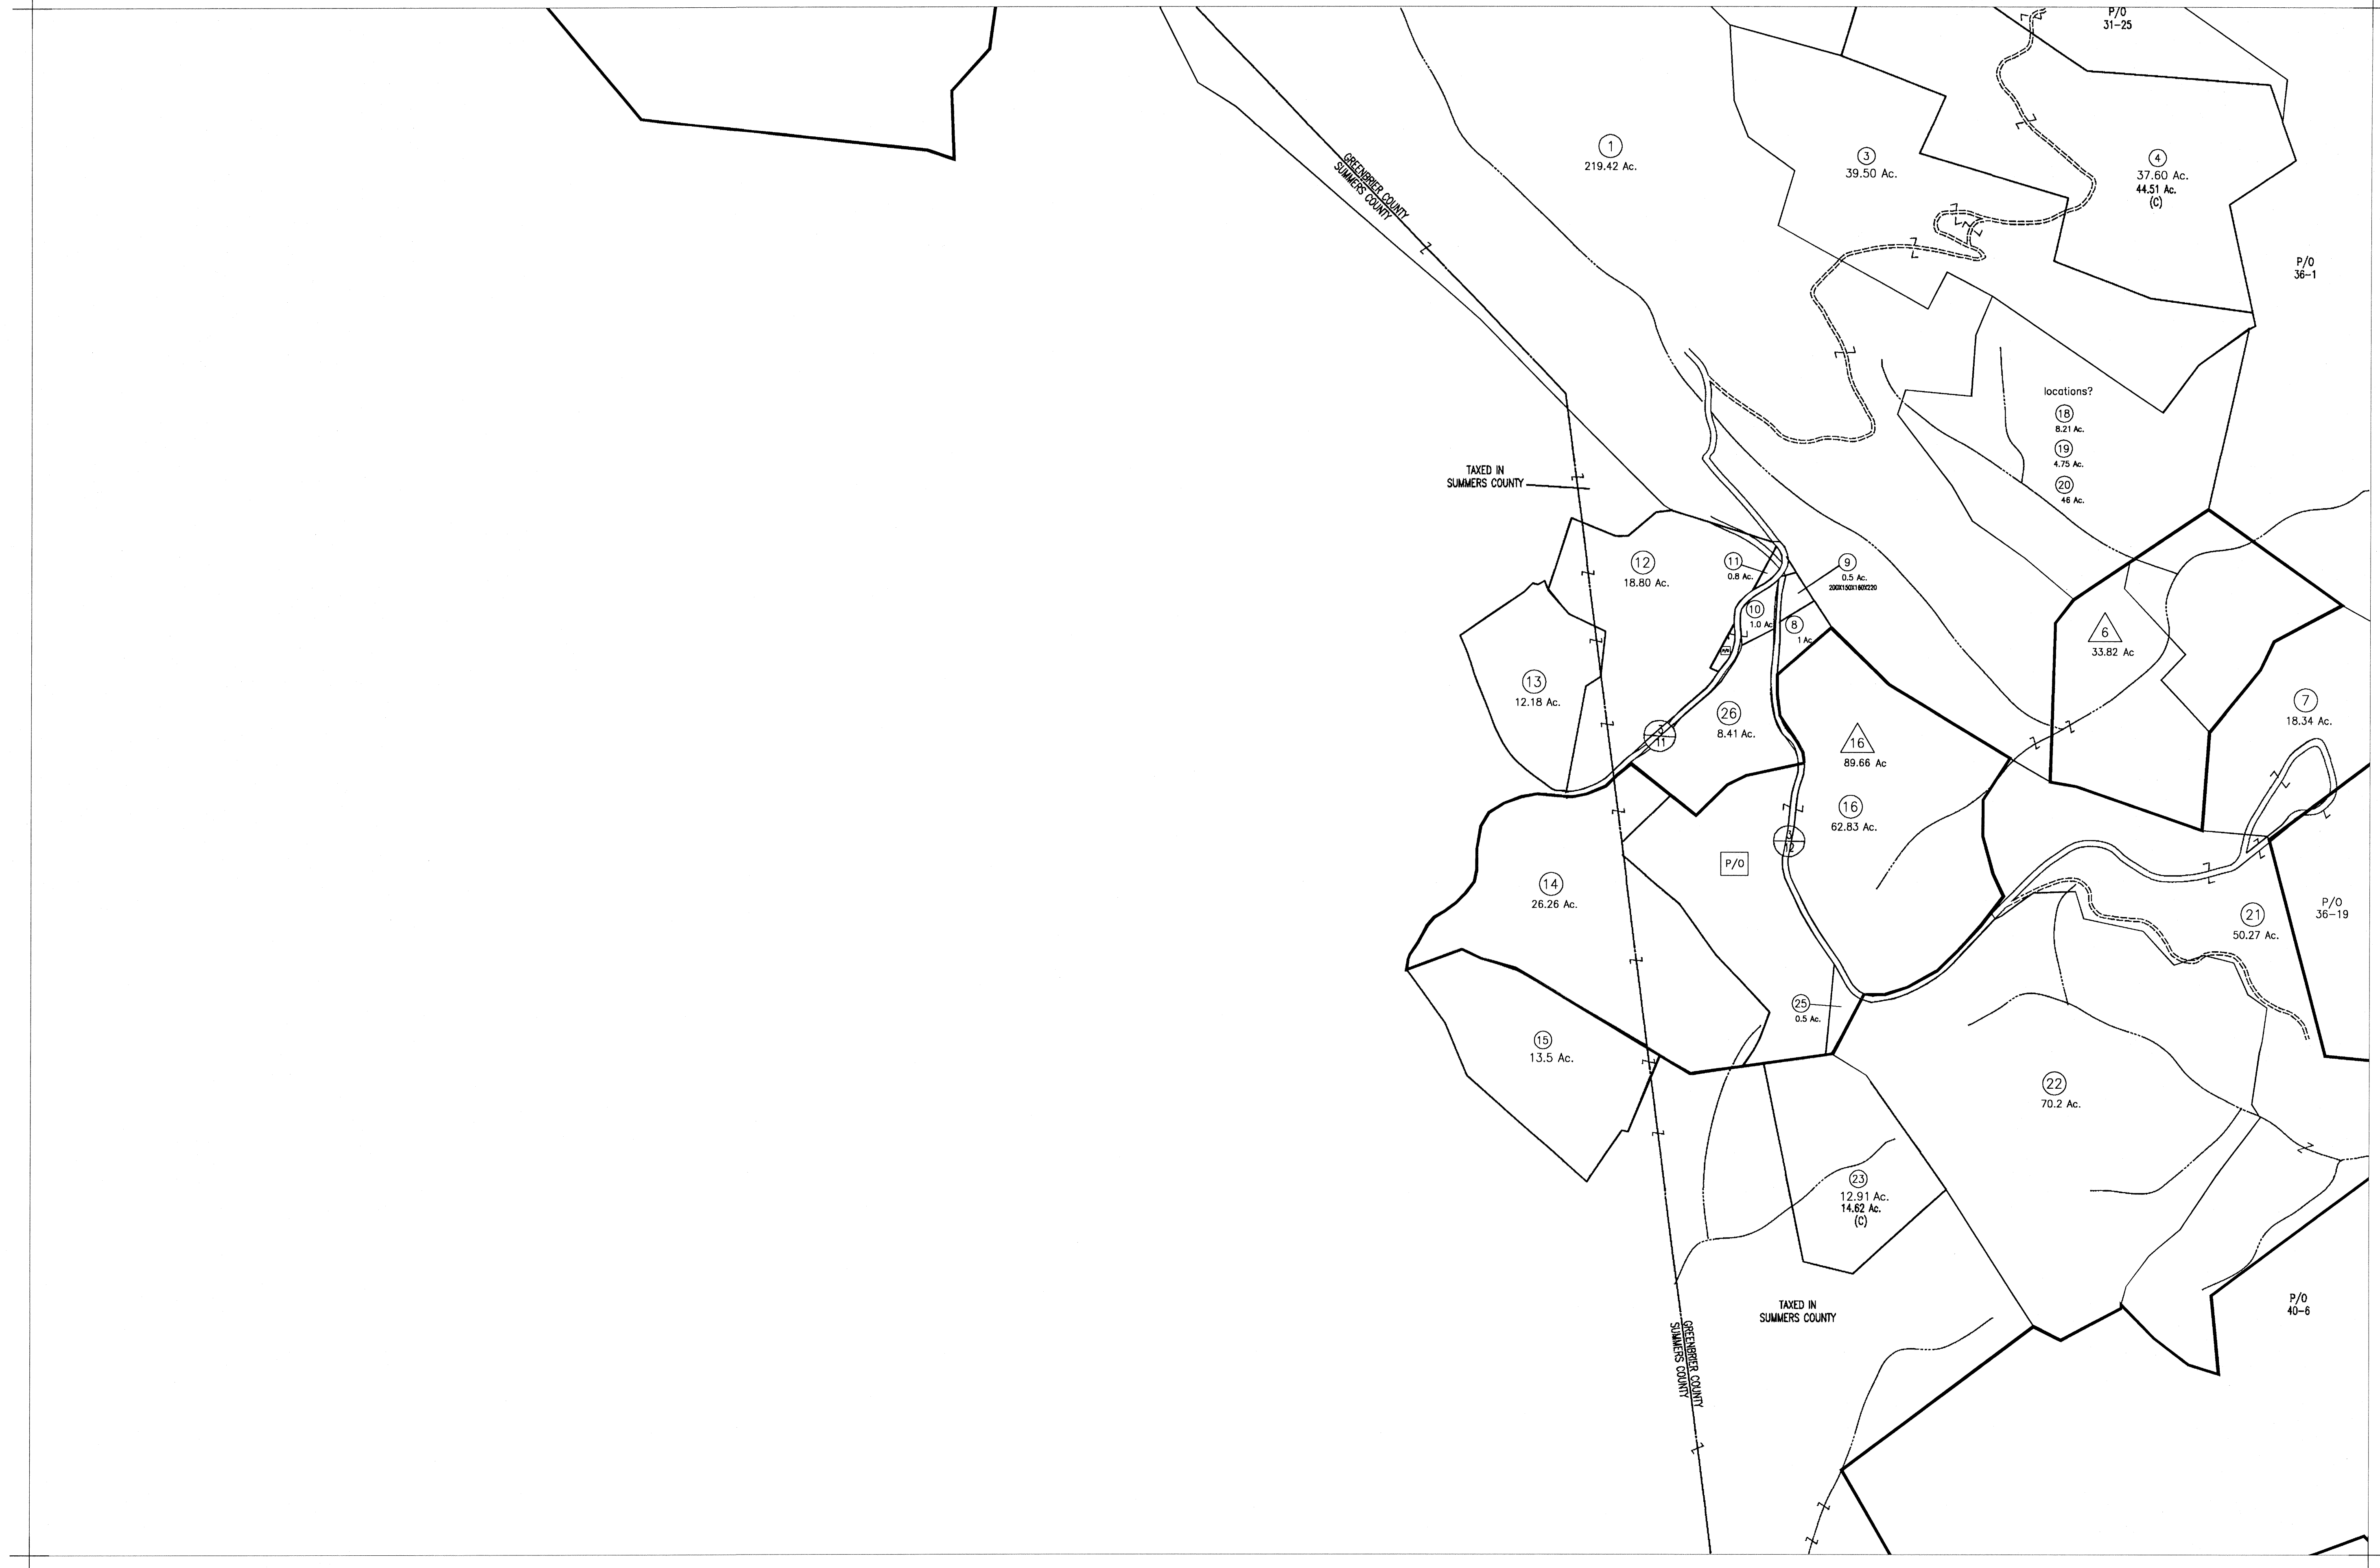 P/O
31-25
1
219.42 Ac.
3
39.50 Ac.
4
37.60 Ac.
44.51 Ac.
(C)
GREENBRIER COUNTY
SUMMERS COUNTY
P/O
36-1
locations?
18
8.21 Ac.
19
4.75 Ac.
20
46 Ac.
TAXED IN
SUMMERS COUNTY
12
18.80 Ac.
11
0.8 Ac.
9
0.5 Ac.
200X150X180X220
10
1.0 Ac
8
1 Ac.
6
33.82 Ac
13
12.18 Ac.
26
8.41 Ac.
3
11
16
89.66 Ac
7
18.34 Ac.
16
62.83 Ac.
3
12
P/O
14
26.26 Ac.
21
50.27 Ac.
P/O
36-19
25
0.5 Ac.
15
13.5 Ac.
22
70.2 Ac.
23
12.91 Ac.
14.62 Ac.
(C)
TAXED IN
SUMMERS COUNTY
P/O
40-6
GREENBRIER COUNTY
SUMMERS COUNTY